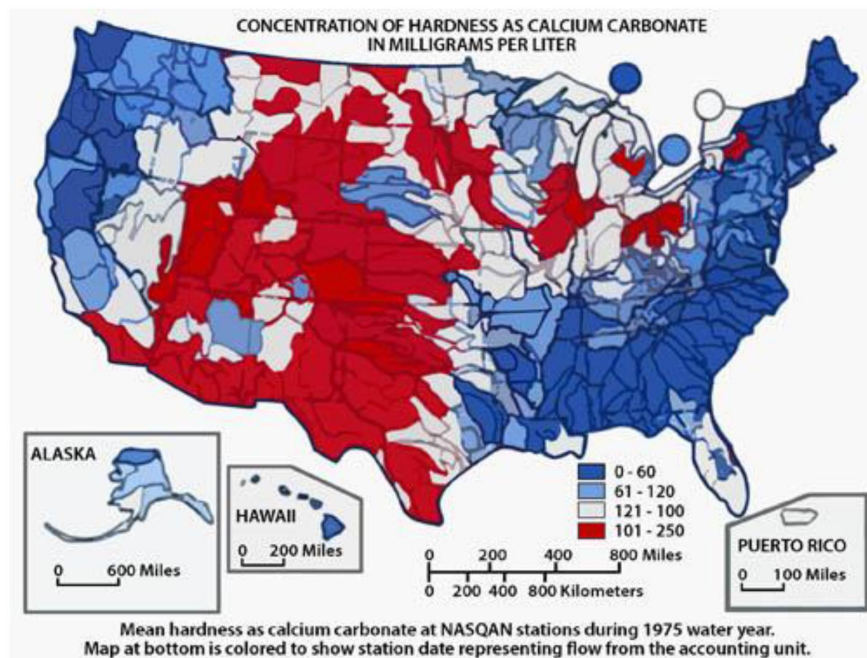 CONCENTRATION OF HARDNESS AS CALCIUM CARBONATE
IN MILLIGRAMS PER LITER
ALASKA
0 600 Miles
HAWAII
0 200 Miles
0 - 60
61 - 120
121 - 100
101 - 250
0 200 400 800 Miles
0 200 400 800 Kilometers
PUERTO RICO
0 100 Miles
Mean hardness as calcium carbonate at NASQAN stations during 1975 water year.
Map at bottom is colored to show station date representing flow from the accounting unit.